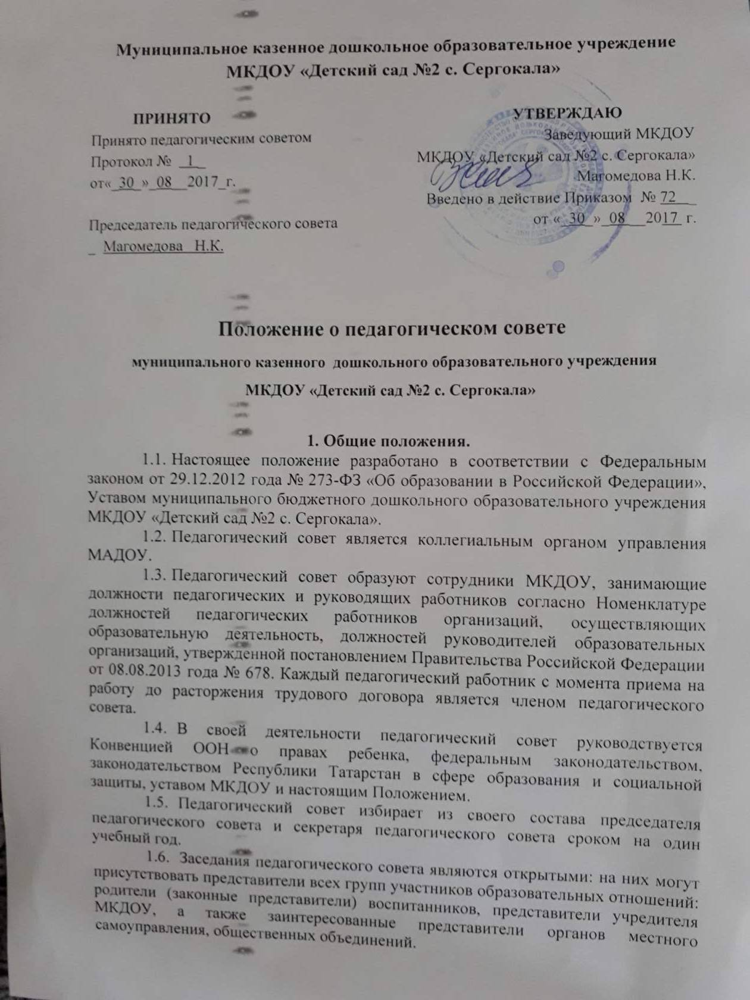 Муниципальное казенное дошкольное образовательное учреждение
МКДОУ «Детский сад №2 с. Сергокала»
ПРИНЯТО
Принято педагогическим советом
Протокол № _1_
от«_30_»_08__2017_г.
Председатель педагогического совета
_ Магомедова Н.К.
УТВЕРЖДАЮ
Заведующий МКДОУ
МКДОУ «Детский сад №2 с. Сергокала»
Магомедова Н.К.
Введено в действие Приказом № 72__
от «_30_»_08__2017_ г.
Положение о педагогическом совете
муниципального казенного дошкольного образовательного учреждения
МКДОУ «Детский сад №2 с. Сергокала»
1. Общие положения.
1.1. Настоящее положение разработано в соответствии с Федеральным
законом от 29.12.2012 года № 273-ФЗ «Об образовании в Российской Федерации»,
Уставом муниципального бюджетного дошкольного образовательного учреждения
МКДОУ «Детский сад №2 с. Сергокала».
1.2. Педагогический совет является коллегиальным органом управления
МАДОУ.
1.3. Педагогический совет образуют сотрудники МКДОУ, занимающие
должности педагогических и руководящих работников согласно Номенклатуре
должностей педагогических работников организаций, осуществляющих
образовательную деятельность, должностей руководителей образовательных
организаций, утвержденной постановлением Правительства Российской Федерации
от 08.08.2013 года № 678. Каждый педагогический работник с момента приема на
работу до расторжения трудового договора является членом педагогического
совета.
1.4. В своей деятельности педагогический совет руководствуется
Конвенцией ООН о правах ребенка, федеральным законодательством,
законодательством Республики Татарстан в сфере образования и социальной
защиты, уставом МКДОУ и настоящим Положением.
1.5. Педагогический совет избирает из своего состава председателя
педагогического совета и секретаря педагогического совета сроком на один
учебный год.
1.6. Заседания педагогического совета являются открытыми: на них могут
присутствовать представители всех групп участников образовательных отношений:
родители (законные представители) воспитанников, представители учредителя
МКДОУ, а также заинтересованные представители органов местного
самоуправления, общественных объединений.